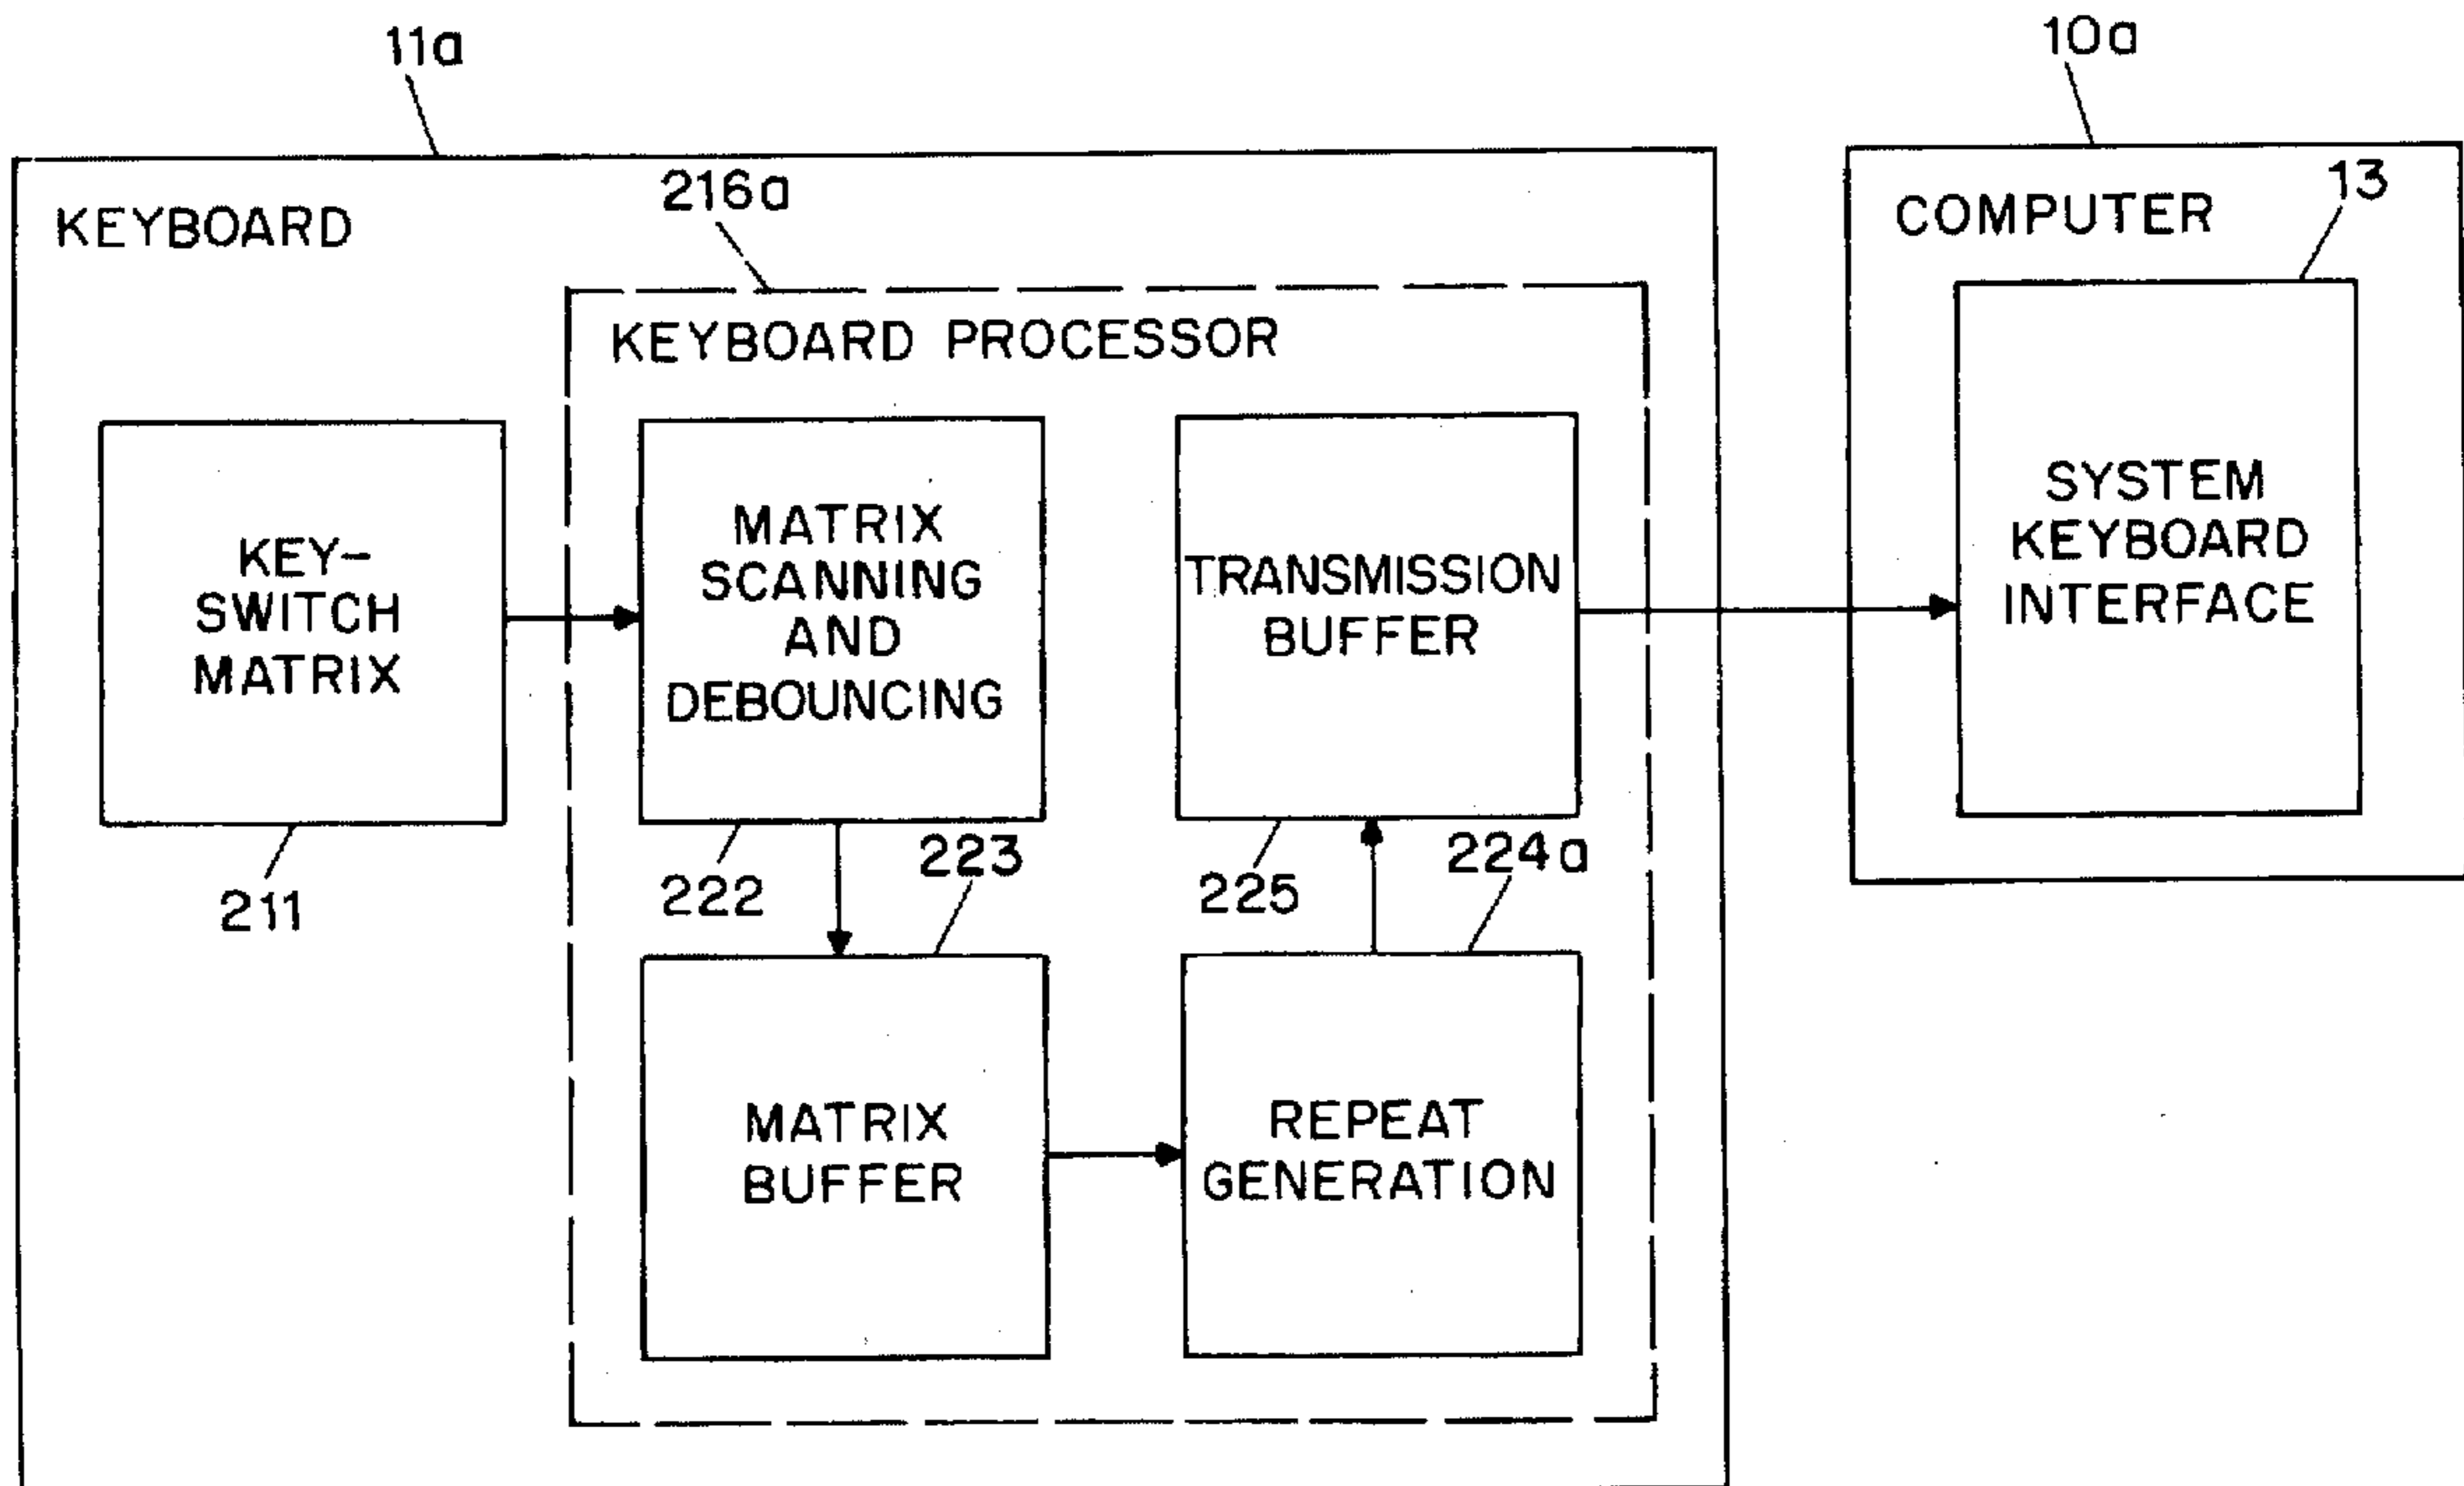 11a
10a
KEYBOARD
216a
COMPUTER
13
KEYBOARD PROCESSOR
KEY-
SWITCH
MATRIX
MATRIX
SCANNING
AND
DEBOUNCING
TRANSMISSION
BUFFER
SYSTEM
KEYBOARD
INTERFACE
211
222
223
225
224a
MATRIX
BUFFER
REPEAT
GENERATION